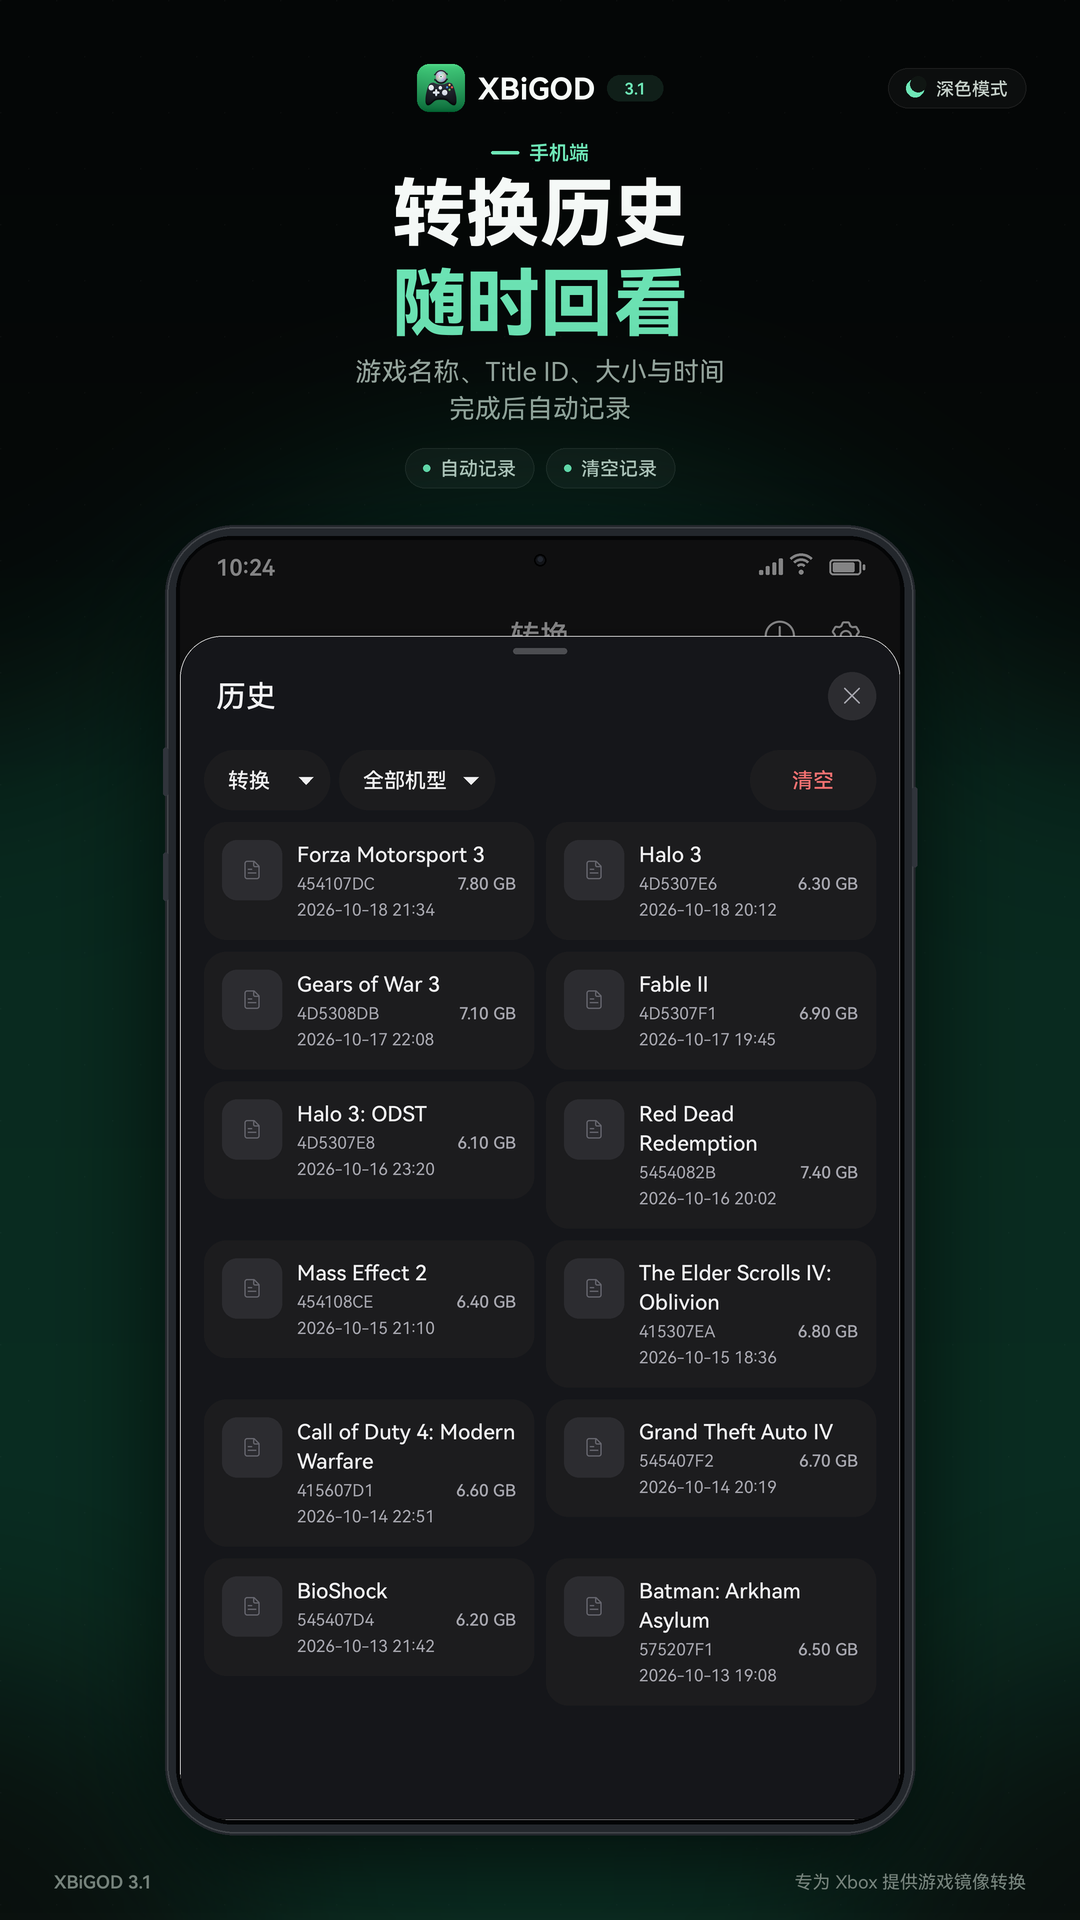 XBiGOD 3.1
深色模式
手机端
转换历史
随时回看
游戏名称、Title ID、大小与时间
完成后自动记录
自动记录
清空记录
10:24
转换
历史
转换
全部机型
清空
Forza Motorsport 3
454107DC 7.80 GB
2026-10-18 21:34
Halo 3
4D5307E6 6.30 GB
2026-10-18 20:12
Gears of War 3
4D5308DB 7.10 GB
2026-10-17 22:08
Fable II
4D5307F1 6.90 GB
2026-10-17 19:45
Halo 3: ODST
4D5307E8 6.10 GB
2026-10-16 23:20
Red Dead
Redemption
5454082B 7.40 GB
2026-10-16 20:02
Mass Effect 2
454108CE 6.40 GB
2026-10-15 21:10
The Elder Scrolls IV:
Oblivion
415307EA 6.80 GB
2026-10-15 18:36
Call of Duty 4: Modern
Warfare
415607D1 6.60 GB
2026-10-14 22:51
Grand Theft Auto IV
545407F2 6.70 GB
2026-10-14 20:19
BioShock
545407D4 6.20 GB
2026-10-13 21:42
Batman: Arkham
Asylum
575207F1 6.50 GB
2026-10-13 19:08
XBiGOD 3.1
专为 Xbox 提供游戏镜像转换